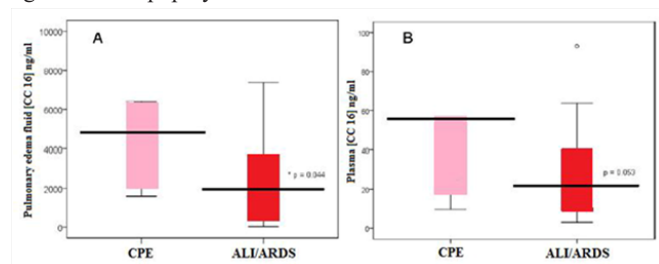 A
Pulmonary edema fluid [CC 16] ng/ml
10000
8000
6000
4000
2000
0
* p = 0.044
CPE
ALI/ARDS
B
Plasma [CC 16] ng/ml
100
80
60
40
20
0
p = 0.053
CPE
ALI/ARDS